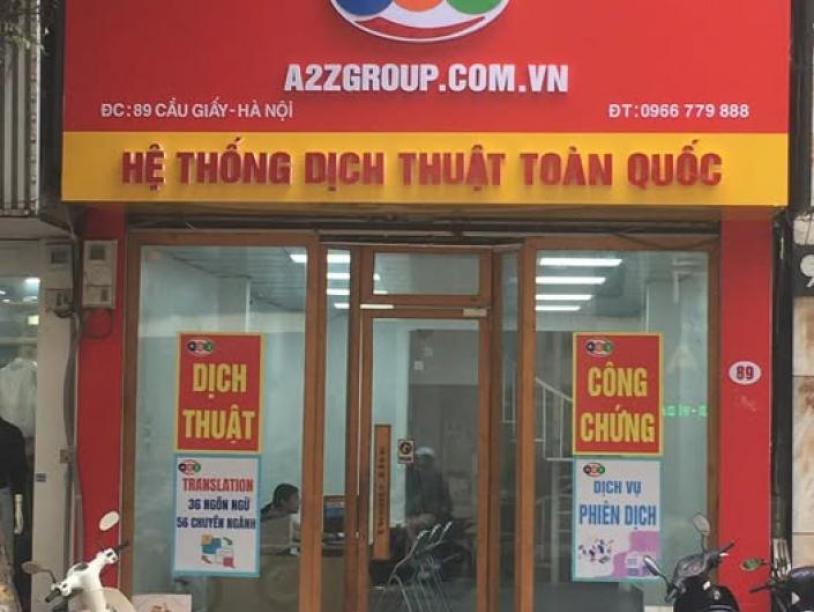 A2ZGROUP.COM.VN
ĐC: 89 CẦU GIẤY - HÀ NỘI
ĐT: 0966 779 888
HỆ THỐNG DỊCH THUẬT TOÀN QUỐC
DỊCH
THUẬT
TRANSLATION
36 NGÔN NGỮ
56 CHUYÊN NGÀNH
CÔNG
CHỨNG
DỊCH VỤ
PHIÊN DỊCH
89